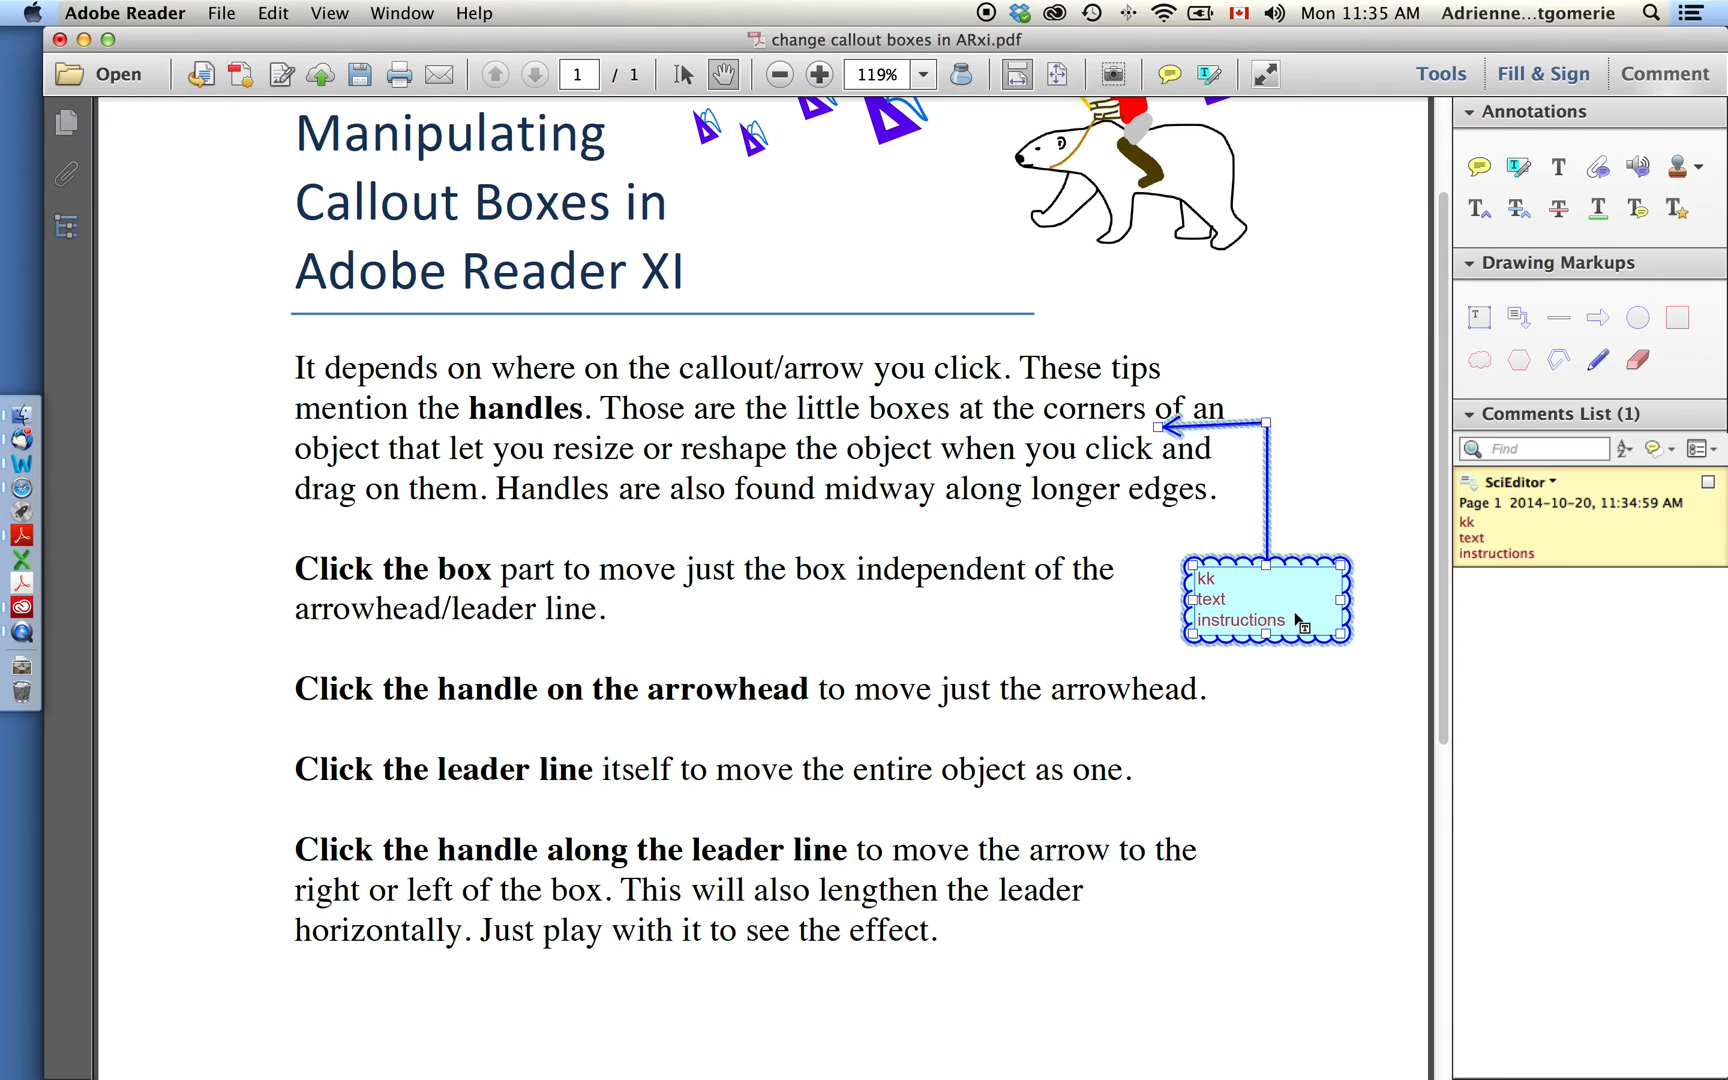 Adobe Reader File Edit View Window Help Mon 11:35 AM Adrienne…tgomerie
change callout boxes in ARxi.pdf
Open 1 / 1 119% Tools Fill & Sign Comment
Manipulating
Callout Boxes in
Adobe Reader XI
It depends on where on the callout/arrow you click. These tips
mention the handles. Those are the little boxes at the corners of an
object that let you resize or reshape the object when you click and
drag on them. Handles are also found midway along longer edges.
Click the box part to move just the box independent of the
arrowhead/leader line.
Click the handle on the arrowhead to move just the arrowhead.
Click the leader line itself to move the entire object as one.
Click the handle along the leader line to move the arrow to the
right or left of the box. This will also lengthen the leader
horizontally. Just play with it to see the effect.
kk
text
instructions
Annotations
Drawing Markups
Comments List (1)
Find
SciEditor
Page 1 2014-10-20, 11:34:59 AM
kk
text
instructions